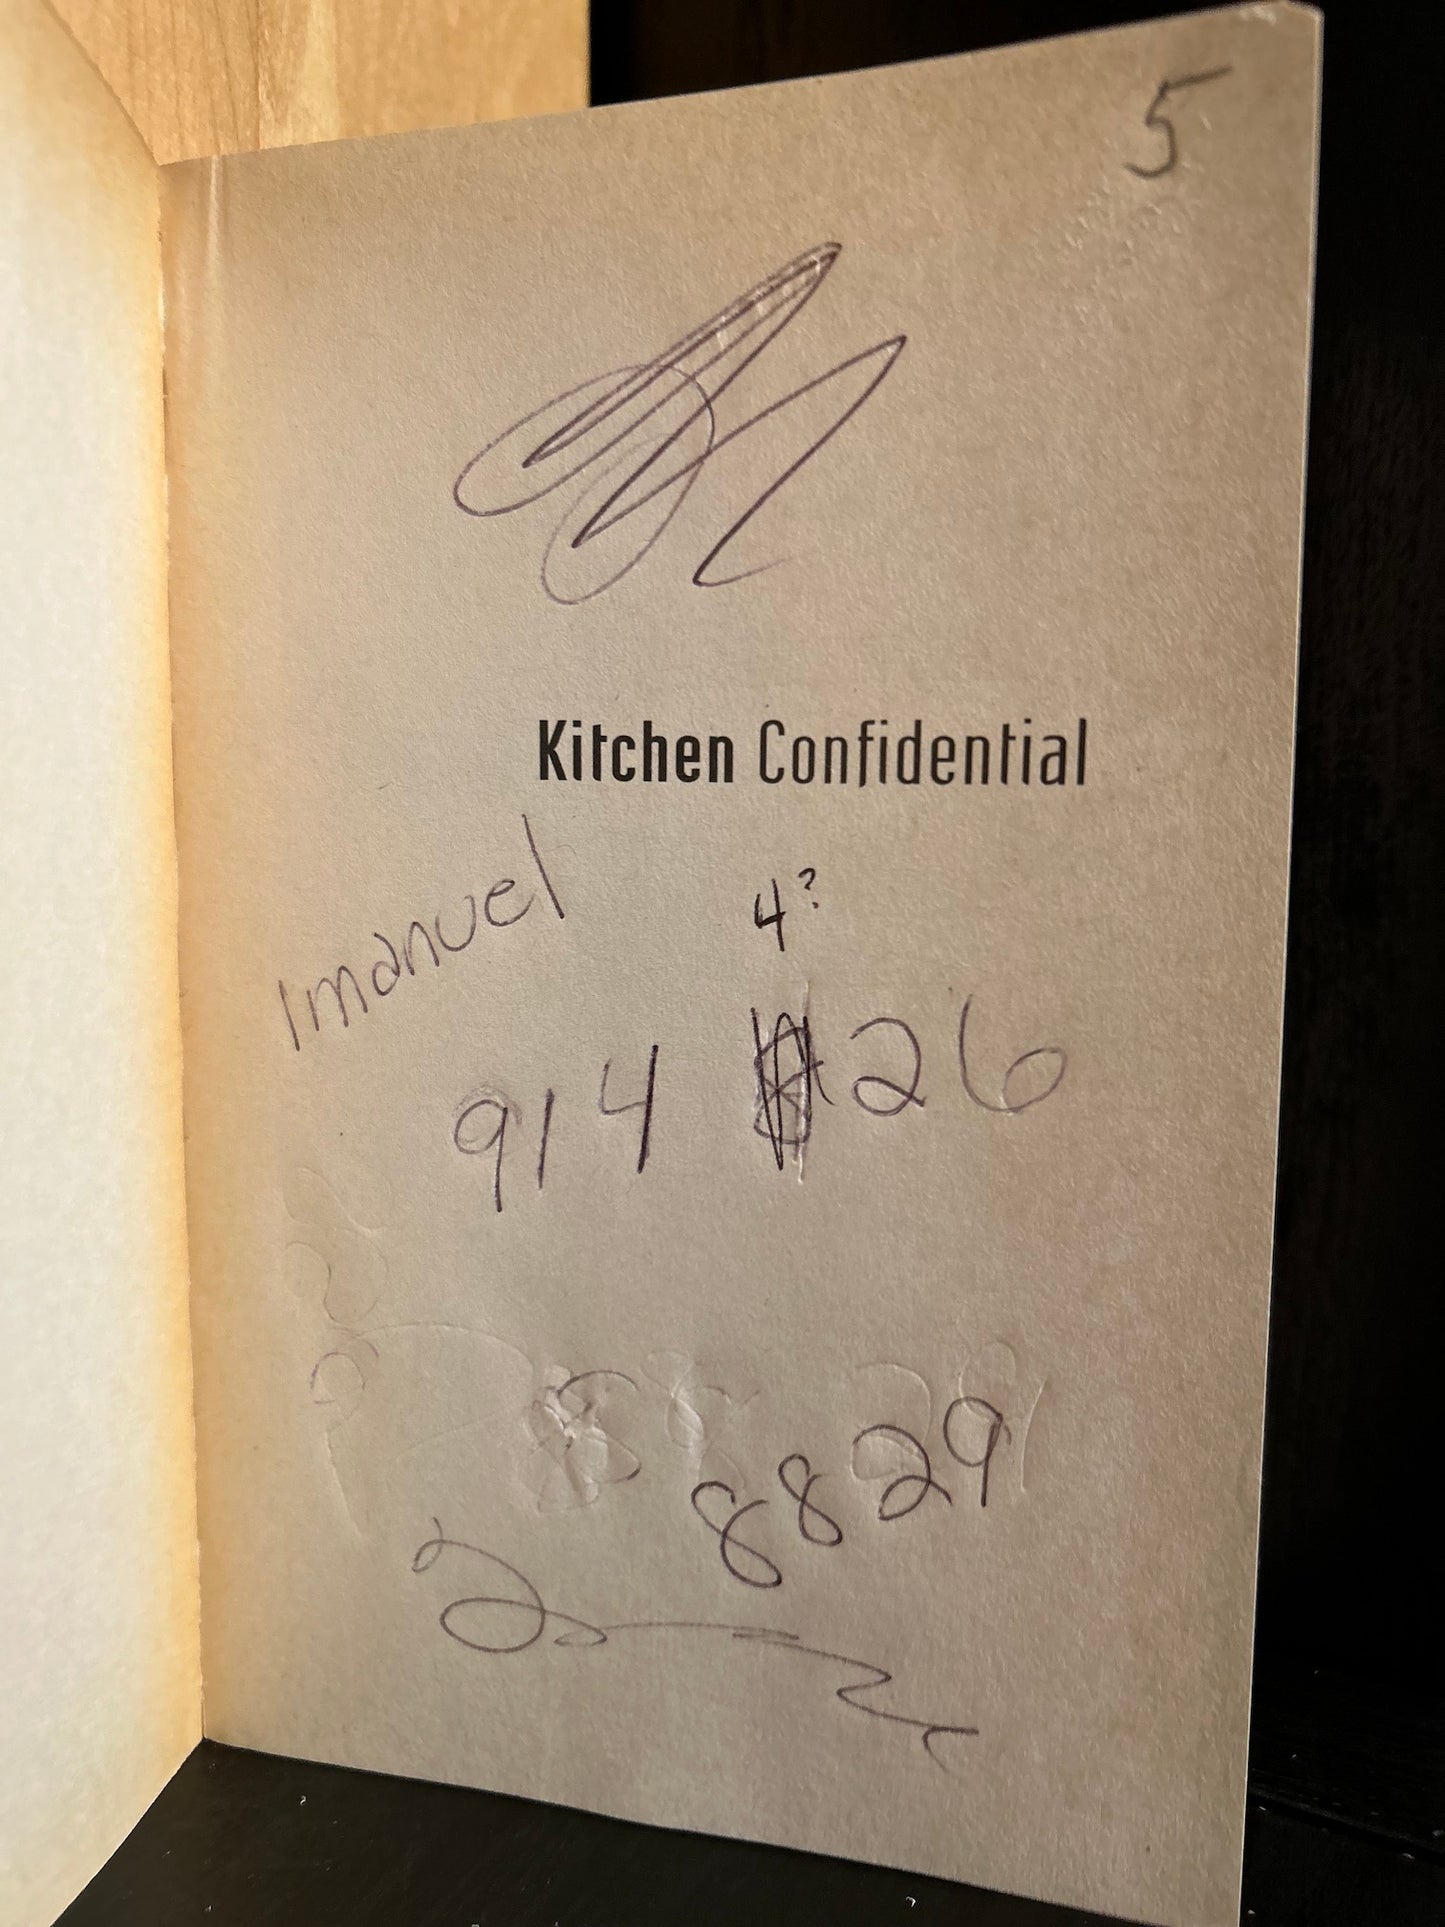 5
Kitchen Confidential
Imanuel
4?
914 26
8829